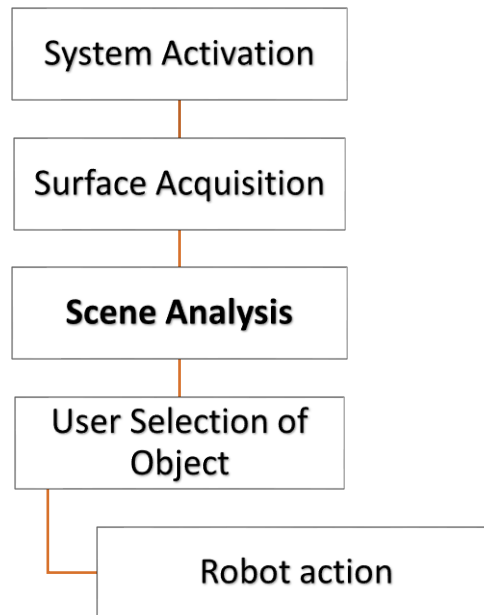 System Activation
Surface Acquisition
Scene Analysis
User Selection of
Object
Robot action